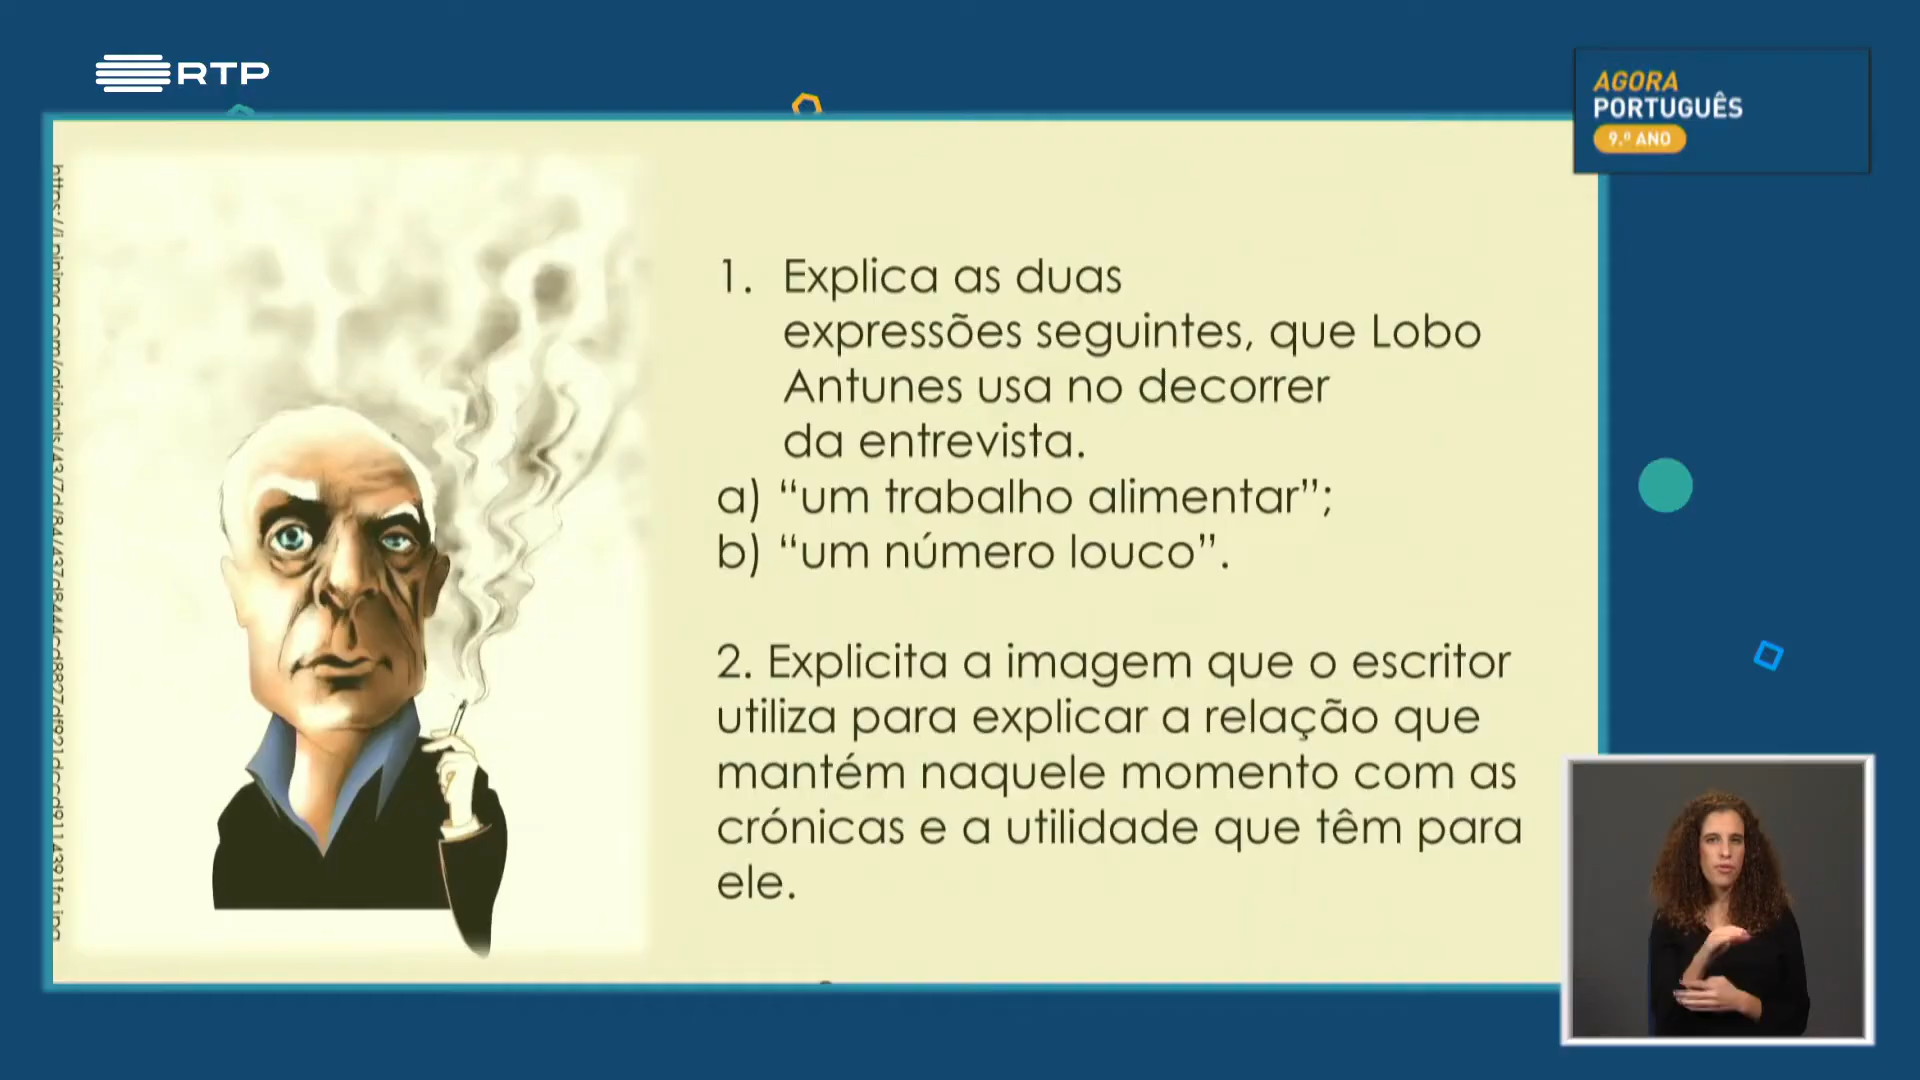 RTP
AGORA
PORTUGUÊS
9.º ANO
1. Explica as duas
expressões seguintes, que Lobo
Antunes usa no decorrer
da entrevista.
a) “um trabalho alimentar”;
b) “um número louco”.
2. Explicita a imagem que o escritor
utiliza para explicar a relação que
mantém naquele momento com as
crónicas e a utilidade que têm para
ele.